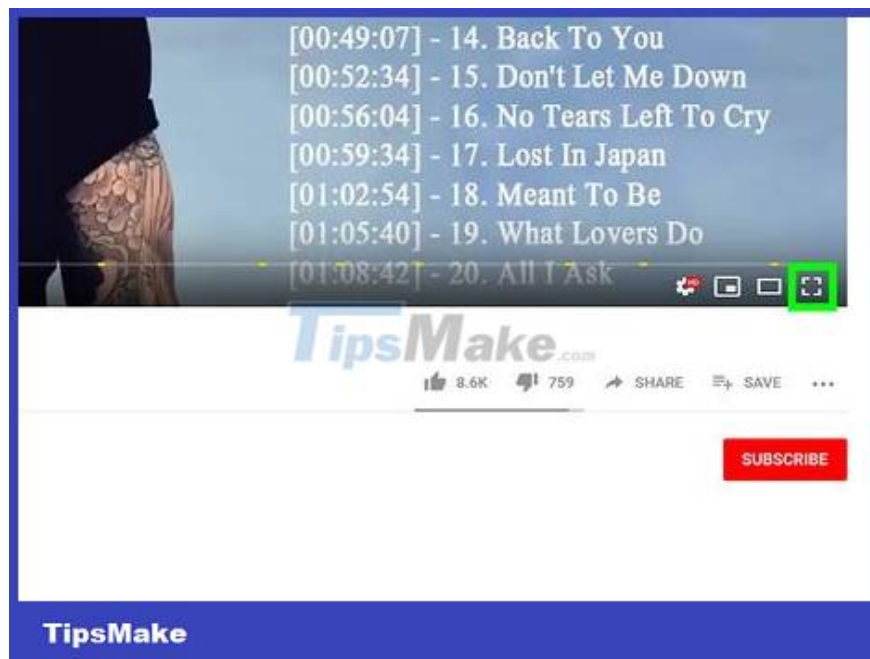 [00:49:07] - 14. Back To You
[00:52:34] - 15. Don't Let Me Down
[00:56:04] - 16. No Tears Left To Cry
[00:59:34] - 17. Lost In Japan
[01:02:54] - 18. Meant To Be
[01:05:40] - 19. What Lovers Do
[01:08:42] - 20. All I Ask
HD
TipsMake.com
8.6K 759 SHARE SAVE
SUBSCRIBE
TipsMake